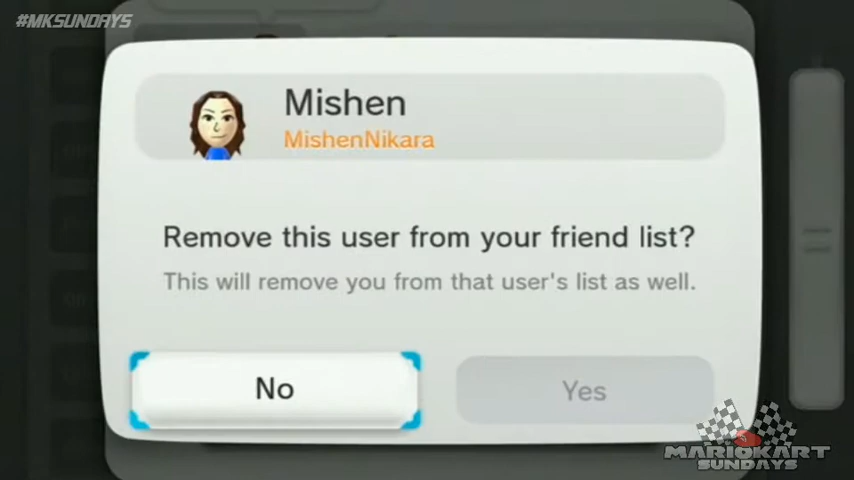 #MKSUNDAYS
Mishen
MishenNikara
Remove this user from your friend list?
This will remove you from that user's list as well.
No
Yes
MARIOKART
SUNDAYS